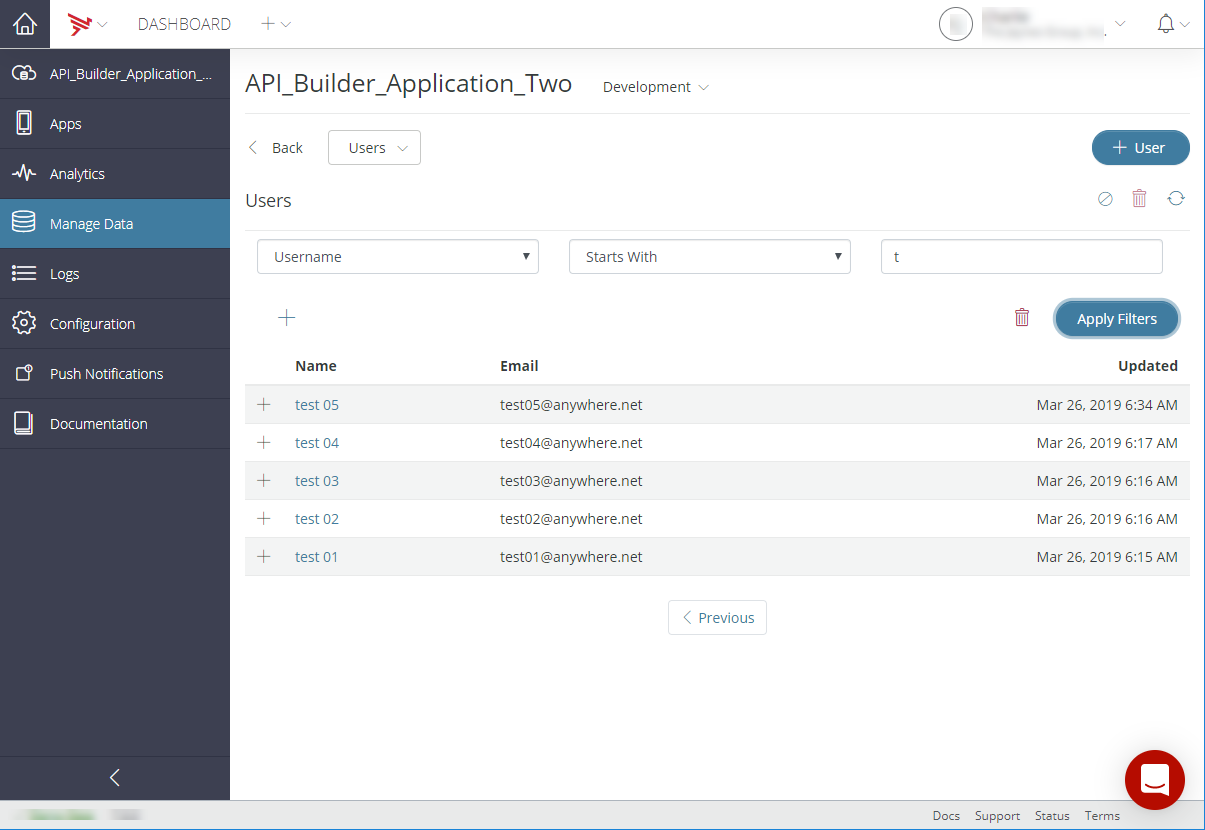 DASHBOARD
API_Builder_Application_...
Apps
Analytics
Manage Data
Logs
Configuration
Push Notifications
Documentation
API_Builder_Application_Two Development
Back Users + User
Users
Username Starts With t
Apply Filters
Name Email Updated
test 05 test05@anywhere.net Mar 26, 2019 6:34 AM
test 04 test04@anywhere.net Mar 26, 2019 6:17 AM
test 03 test03@anywhere.net Mar 26, 2019 6:16 AM
test 02 test02@anywhere.net Mar 26, 2019 6:16 AM
test 01 test01@anywhere.net Mar 26, 2019 6:15 AM
Previous
Docs Support Status Terms